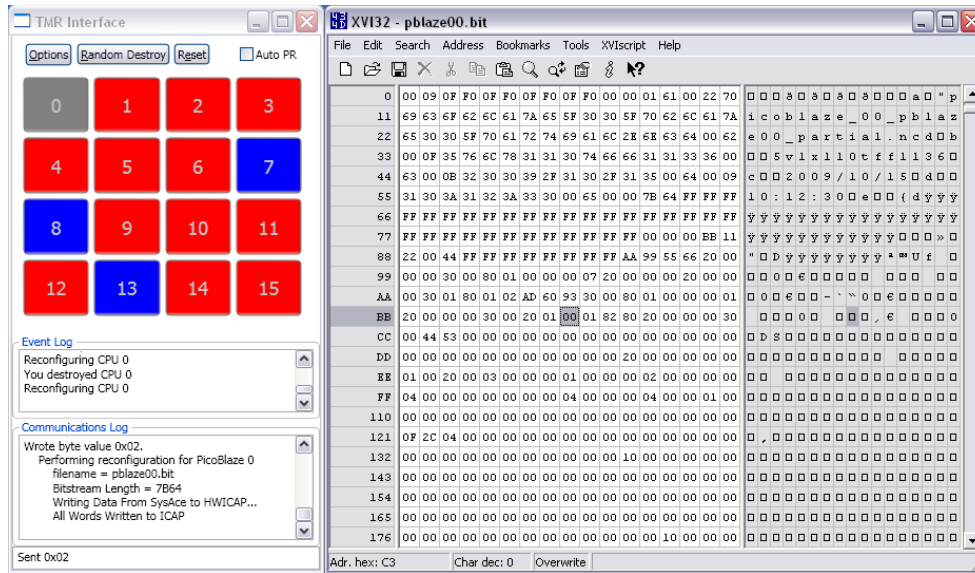 TMR Interface
Options Random Destroy Reset Auto PR
0 1 2 3
4 5 6 7
8 9 10 11
12 13 14 15
Event Log
Reconfiguring CPU 0
You destroyed CPU 0
Reconfiguring CPU 0
Communications Log
Wrote byte value 0x02.
Performing reconfiguration for PicoBlaze 0
filename = pblaze00.bit
Bitstream Length = 7B64
Writing Data From SysAce to HWICAP...
All Words Written to ICAP
Sent 0x02
XVI32 - pblaze00.bit
File Edit Search Address Bookmarks Tools XVIscript Help
0 00 09 0F F0 0F F0 0F F0 0F F0 00 00 01 61 00 22 70 □□□ð□ð□ð□ð□□□a□"p
11 69 63 6F 62 6C 61 7A 65 5F 30 30 5F 70 62 6C 61 7A icoblaze_00_pblaz
22 65 30 30 5F 70 61 72 74 69 61 6C 2E 6E 63 64 00 62 e00_partial.ncd□b
33 00 0F 35 76 6C 78 31 31 30 74 66 66 31 31 33 36 00 □□5vlx110tff1136□
44 63 00 0B 32 30 30 39 2F 31 30 2F 31 35 00 64 00 09 c□□2009/10/15□d□□
55 31 30 3A 31 32 3A 33 30 00 65 00 00 7B 64 FF FF FF 10:12:30□e□□{dÿÿÿ
66 FF FF FF FF FF FF FF FF FF FF FF FF FF FF FF FF FF ÿÿÿÿÿÿÿÿÿÿÿÿÿÿÿÿÿ
77 FF FF FF FF FF FF FF FF FF FF FF FF FF 00 00 00 BB 11
88 22 00 44 FF FF FF FF FF FF FF FF AA 99 55 66 20 00
99 00 00 30 00 80 01 00 00 00 07 20 00 00 00 20 00 00
AA 00 30 01 80 01 02 AD 60 93 30 00 80 01 00 00 00 01
BB 20 00 00 00 30 00 20 01 00 01 82 80 20 00 00 00 30
CC 00 44 53 00 00 00 00 00 00 00 00 00 00 00 00 00 00
DD 00 00 00 00 00 00 00 00 00 00 00 20 00 00 00 00 00
EE 01 00 20 00 03 00 00 00 01 00 00 00 02 00 00 00 00
FF 04 00 00 00 00 00 00 00 04 00 00 00 04 00 00 01 00
110 00 00 00 00 00 00 00 00 00 00 00 00 00 00 00 00 00
121 0F 2C 04 00 00 00 00 00 00 00 00 00 00 00 00 00 00
132 00 00 00 00 00 00 00 00 00 00 00 10 00 00 00 00 00
143 00 00 00 00 00 00 00 00 00 00 00 00 00 00 00 00 00
154 00 00 00 00 00 00 00 00 00 00 00 00 00 00 00 00 00
165 00 00 00 00 00 00 00 00 00 00 00 00 00 00 00 00 00
176 00 00 00 00 00 00 00 00 00 00 00 00 00 10 00 00 00
Adr. hex: C3 Char dec: 0 Overwrite